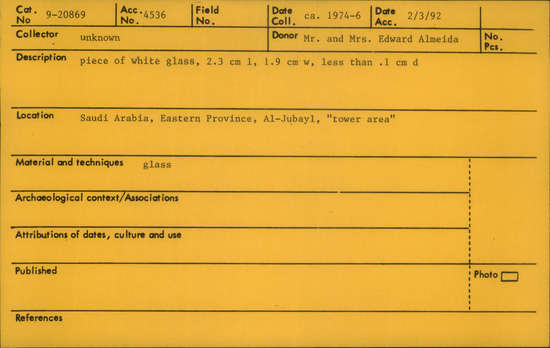 Cat. No 9-20869 Acc. No. 4536 Field No. Date Coll. ca. 1974-6 Date Acc. 2/3/92
Collector unknown Donor Mr. and Mrs. Edward Almeida No. Pcs.
Description piece of white glass, 2.3 cm l, 1.9 cm w, less than .1 cm d
Location Saudi Arabia, Eastern Province, Al-Jubayl, "tower area"
Material and techniques glass
Archaeological context/Associations
Attributions of dates, culture and use
Published
Photo
References